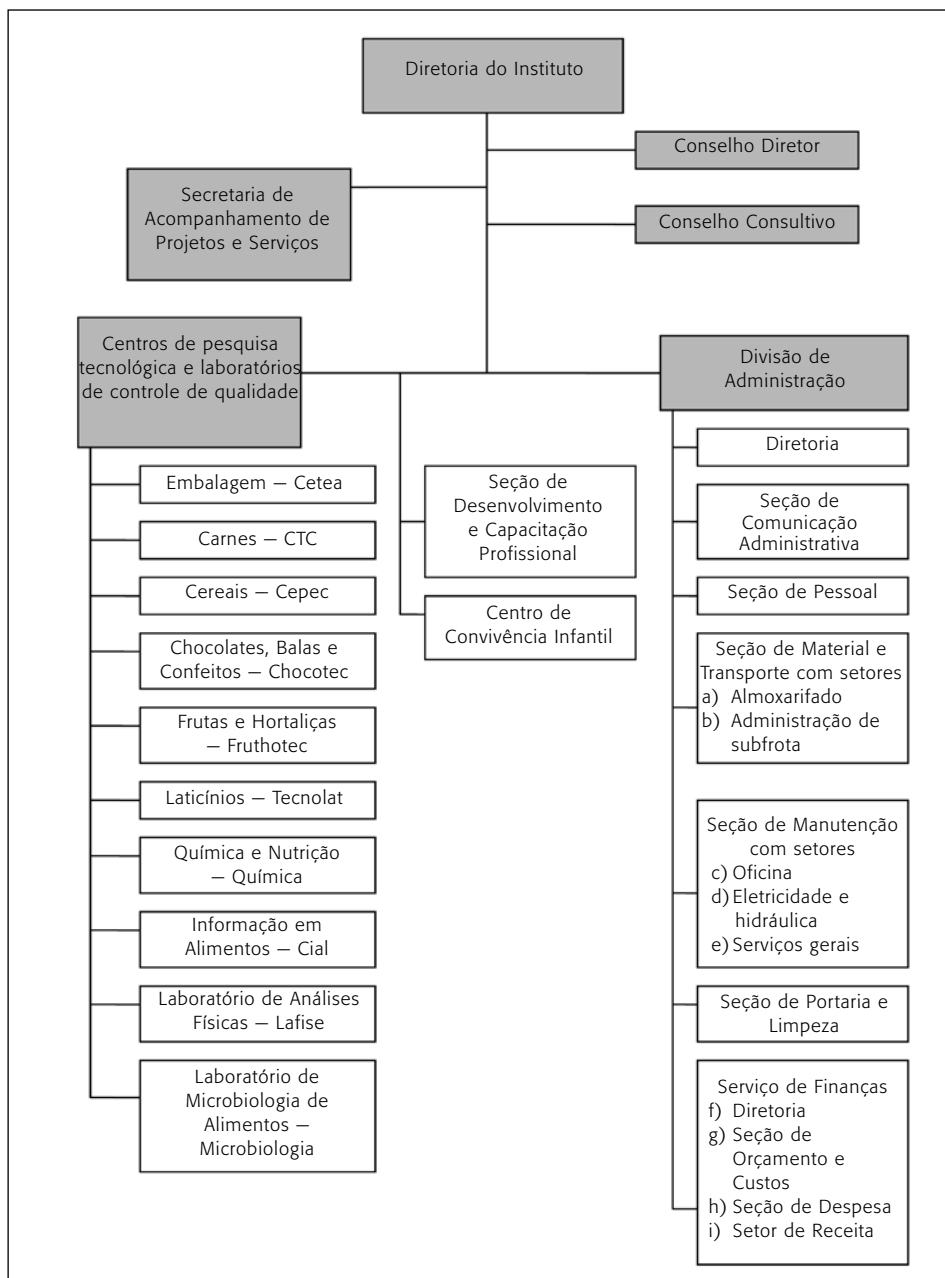 Diretoria do Instituto
Conselho Diretor
Secretaria de
Acompanhamento de
Projetos e Serviços
Conselho Consultivo
Centros de pesquisa
tecnológica e laboratórios
de controle de qualidade
Embalagem — Cetea
Carnes — CTC
Cereais — Cepec
Chocolates, Balas e
Confeitos — Chocotec
Frutas e Hortaliças
— Fruthotec
Laticínios — Tecnolat
Química e Nutrição
— Química
Informação em
Alimentos — Cial
Laboratório de Análises
Físicas — Lafise
Laboratório de
Microbiologia de
Alimentos —
Microbiologia
Seção de
Desenvolvimento
e Capacitação
Profissional
Centro de
Convivência Infantil
Divisão de
Administração
Diretoria
Seção de
Comunicação
Administrativa
Seção de Pessoal
Seção de Material e
Transporte com setores
a) Almoxarifado
b) Administração de
subfrota
Seção de Manutenção
com setores
c) Oficina
d) Eletricidade e
hidráulica
e) Serviços gerais
Seção de Portaria e
Limpeza
Serviço de Finanças
f) Diretoria
g) Seção de
Orçamento e
Custos
h) Seção de Despesa
i) Setor de Receita